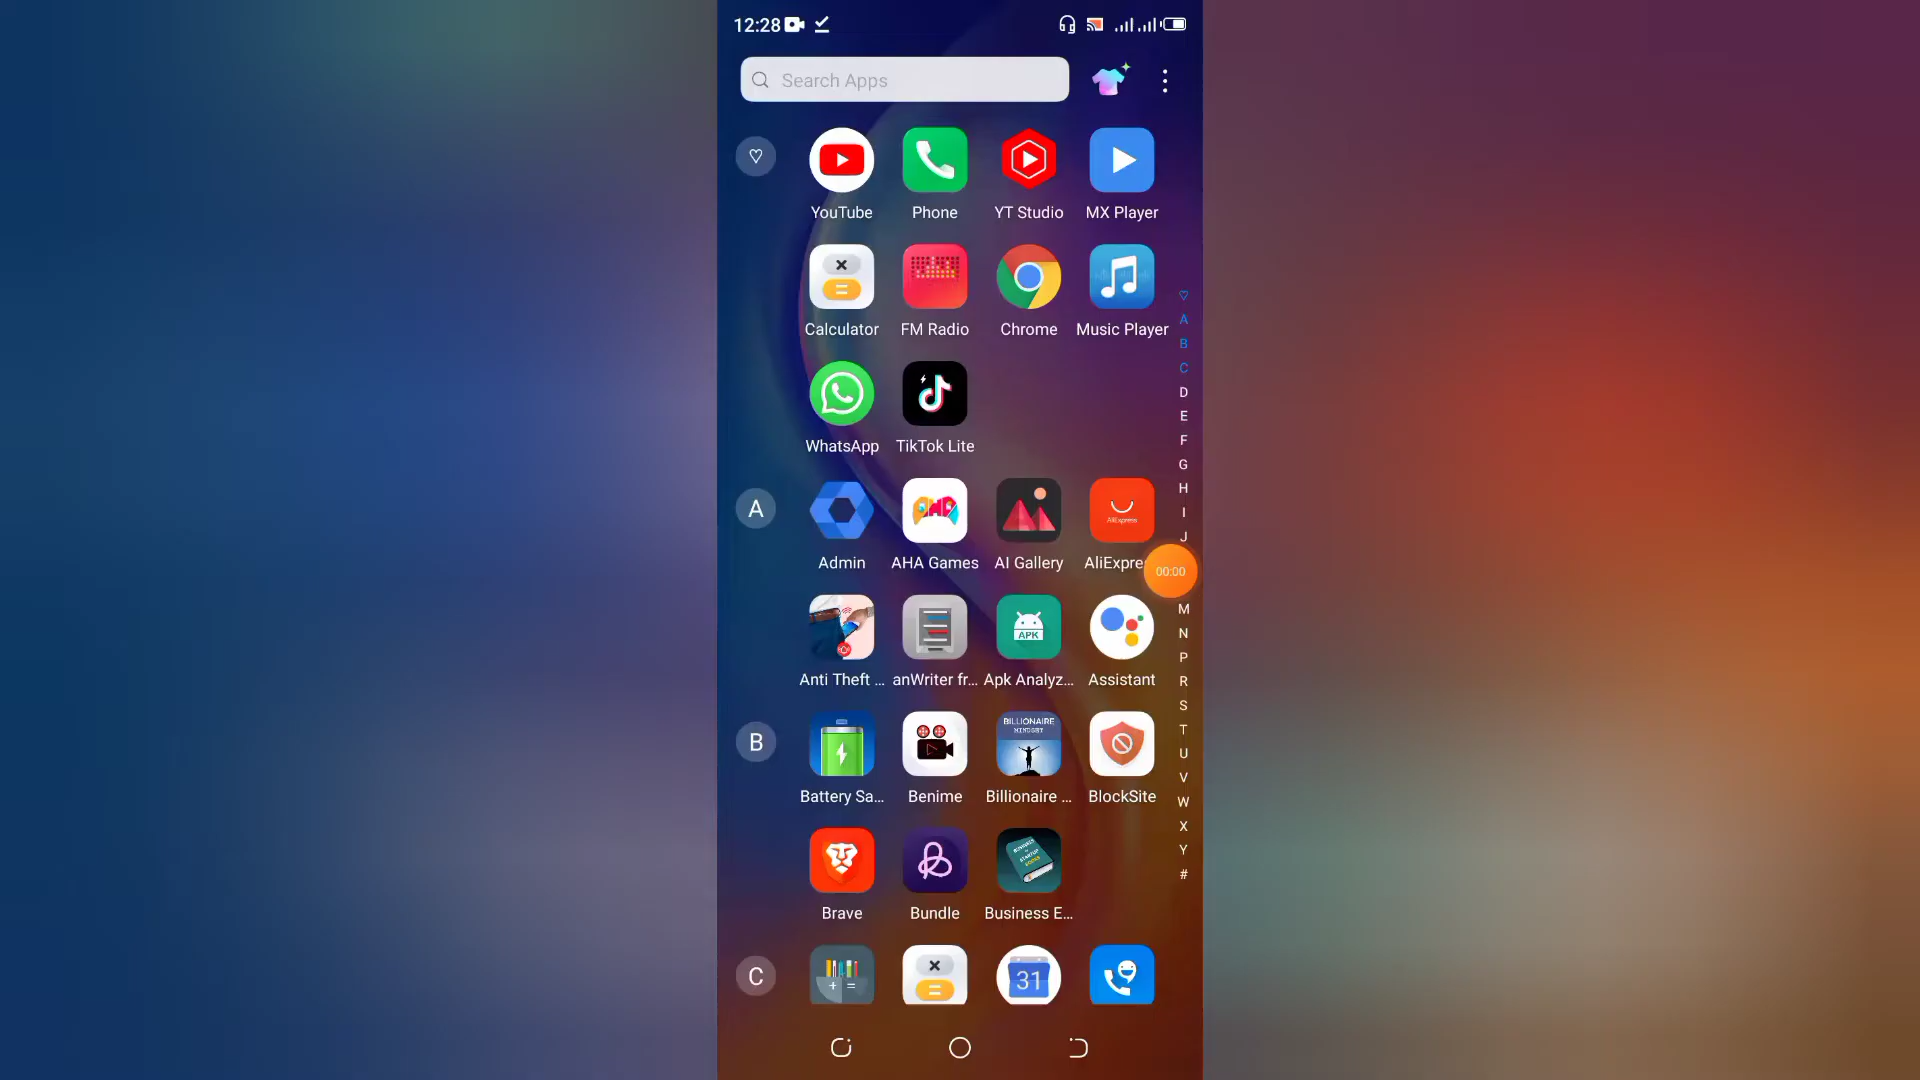 12:28
Search Apps
YouTube Phone YT Studio MX Player
Calculator FM Radio Chrome Music Player
WhatsApp TikTok Lite
A
AliExpress
Admin AHA Games AI Gallery AliExpre
00:00
APK
Anti Theft ... anWriter fr... Apk Analyz... Assistant
B
BILLIONAIRE
MINDSET
Battery Sa... Benime Billionaire ... BlockSite
Brave Bundle Business E...
C
31
A
B
C
D
E
F
G
H
I
J
M
N
P
R
S
T
U
V
W
X
Y
#